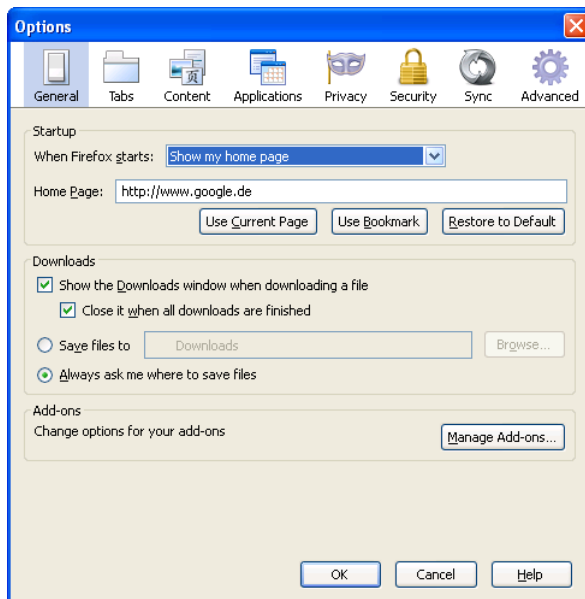 Options
General Tabs Content Applications Privacy Security Sync Advanced
Startup
When Firefox starts: Show my home page
Home Page: http://www.google.de
Use Current Page Use Bookmark Restore to Default
Downloads
Show the Downloads window when downloading a file
Close it when all downloads are finished
Save files to Downloads Browse...
Always ask me where to save files
Add-ons
Change options for your add-ons
Manage Add-ons...
OK Cancel Help